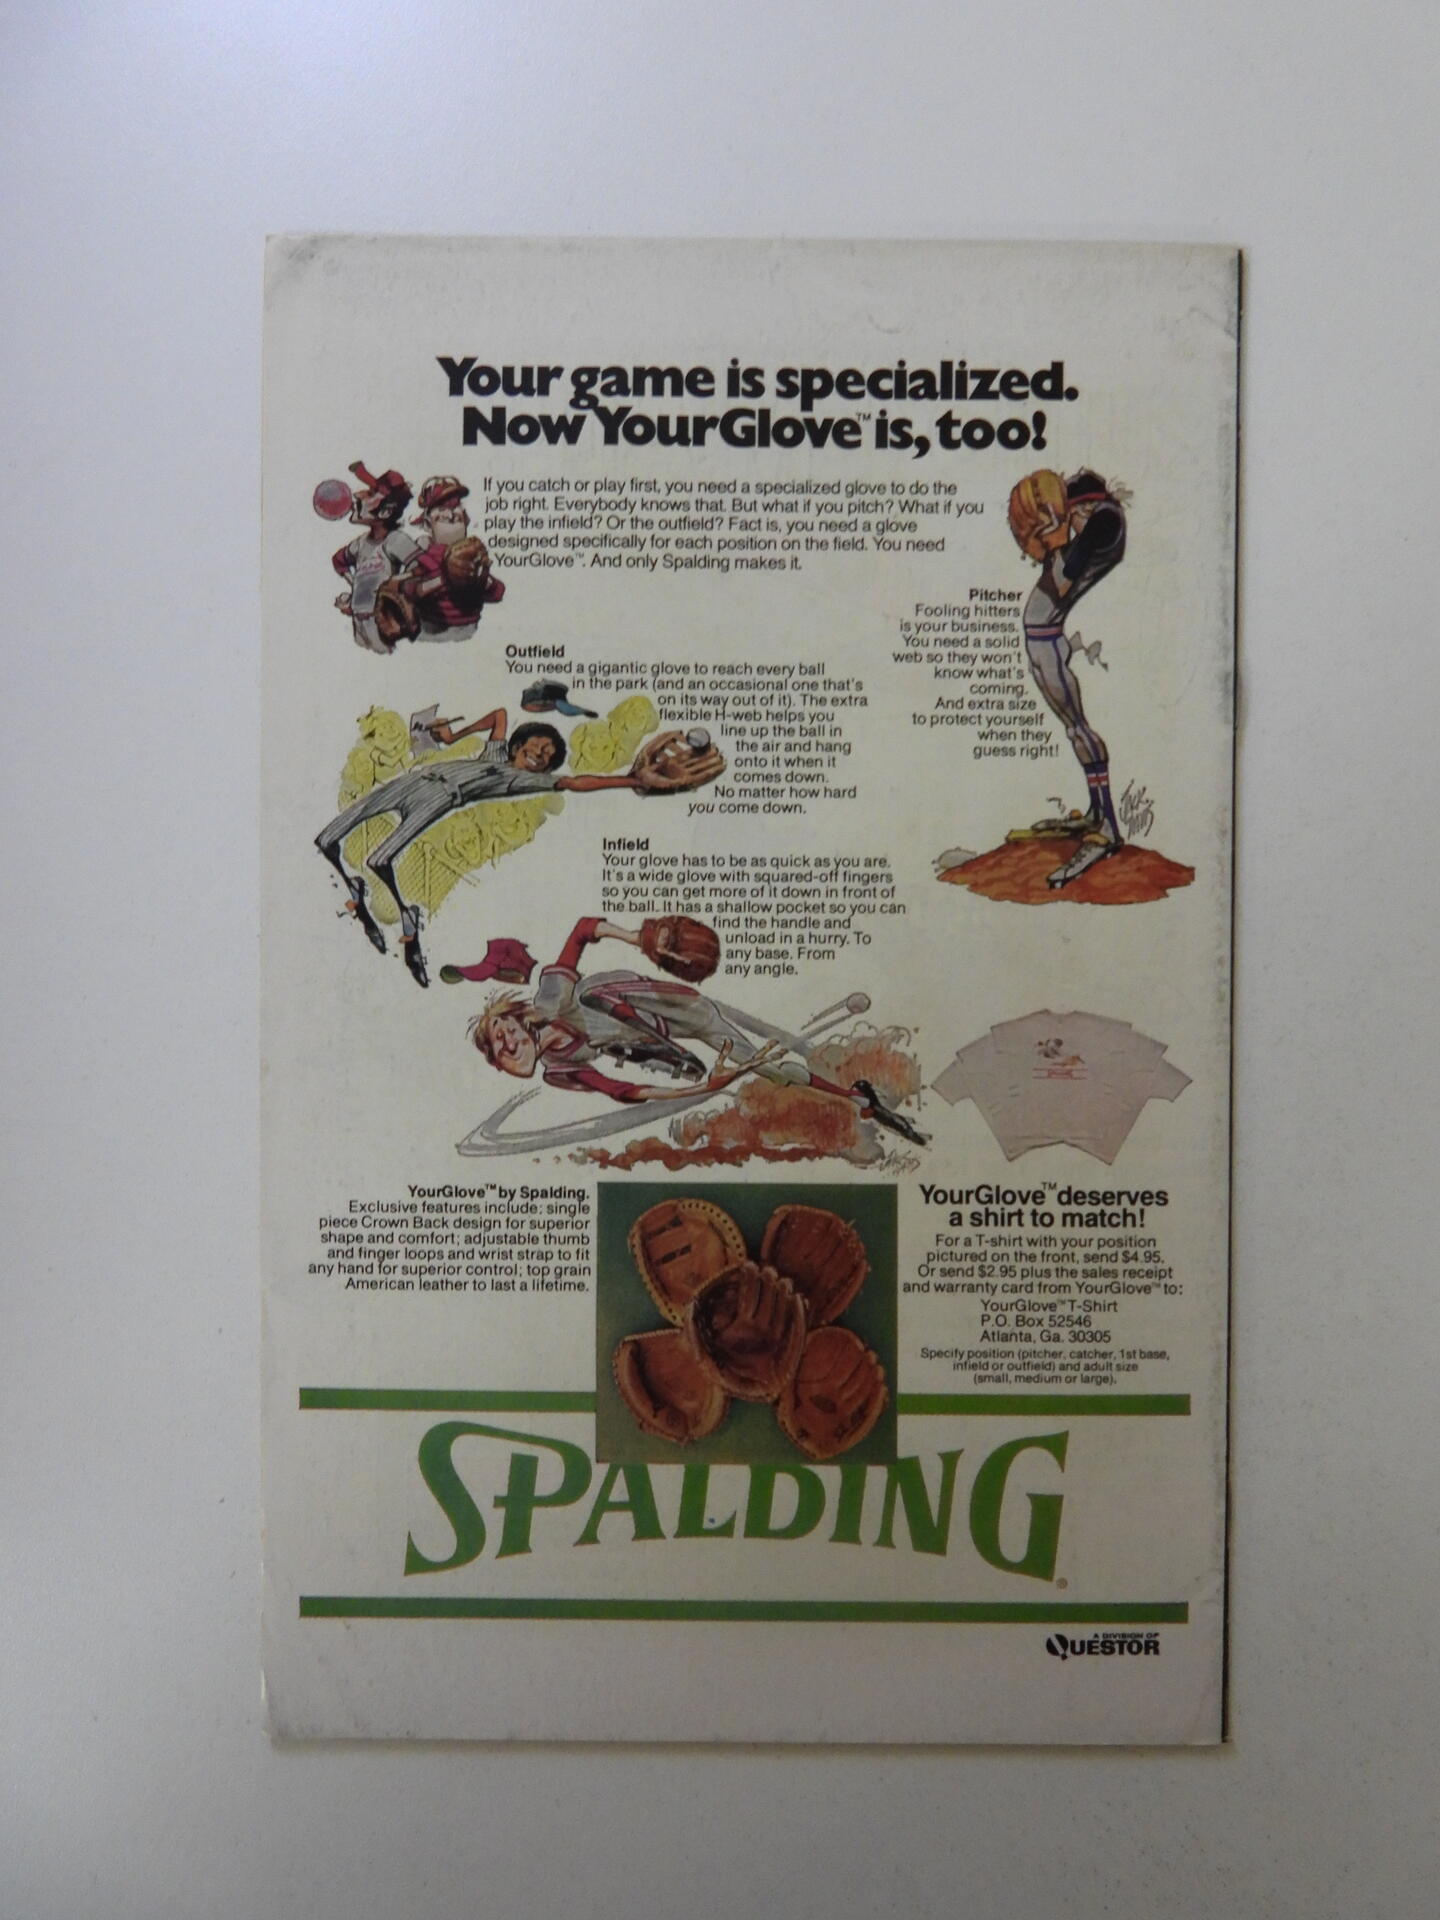 Your game is specialized.
Now YourGlove™ is, too!
If you catch or play first, you need a specialized glove to do the
job right. Everybody knows that. But what if you pitch? What if you
play the infield? Or the outfield? Fact is, you need a glove
designed specifically for each position on the field. You need
YourGlove™. And only Spalding makes it.
Pitcher
Fooling hitters
is your business.
You need a solid
web so they won't
know what's
coming.
And extra size
to protect yourself
when they
guess right!
Outfield
You need a gigantic glove to reach every ball
in the park (and an occasional one that's
on its way out of it). The extra
flexible H-web helps you
line up the ball in
the air and hang
onto it when it
comes down.
No matter how hard
you come down.
JACK
DAVIS
Infield
Your glove has to be as quick as you are.
It's a wide glove with squared-off fingers
so you can get more of it down in front of
the ball. It has a shallow pocket so you can
find the handle and
unload in a hurry. To
any base. From
any angle.
YourGlove™ by Spalding.
Exclusive features include: single
piece Crown Back design for superior
shape and comfort; adjustable thumb
and finger loops and wrist strap to fit
any hand for superior control; top grain
American leather to last a lifetime.
YourGlove™ deserves
a shirt to match!
For a T-shirt with your position
pictured on the front, send $4.95.
Or send $2.95 plus the sales receipt
and warranty card from YourGlove™ to:
YourGlove™ T-Shirt
P.O. Box 52546
Atlanta, Ga. 30305
Specify position (pitcher, catcher, 1st base,
infield or outfield) and adult size
(small, medium or large).
SPALDING®
A DIVISION OF
QUESTOR